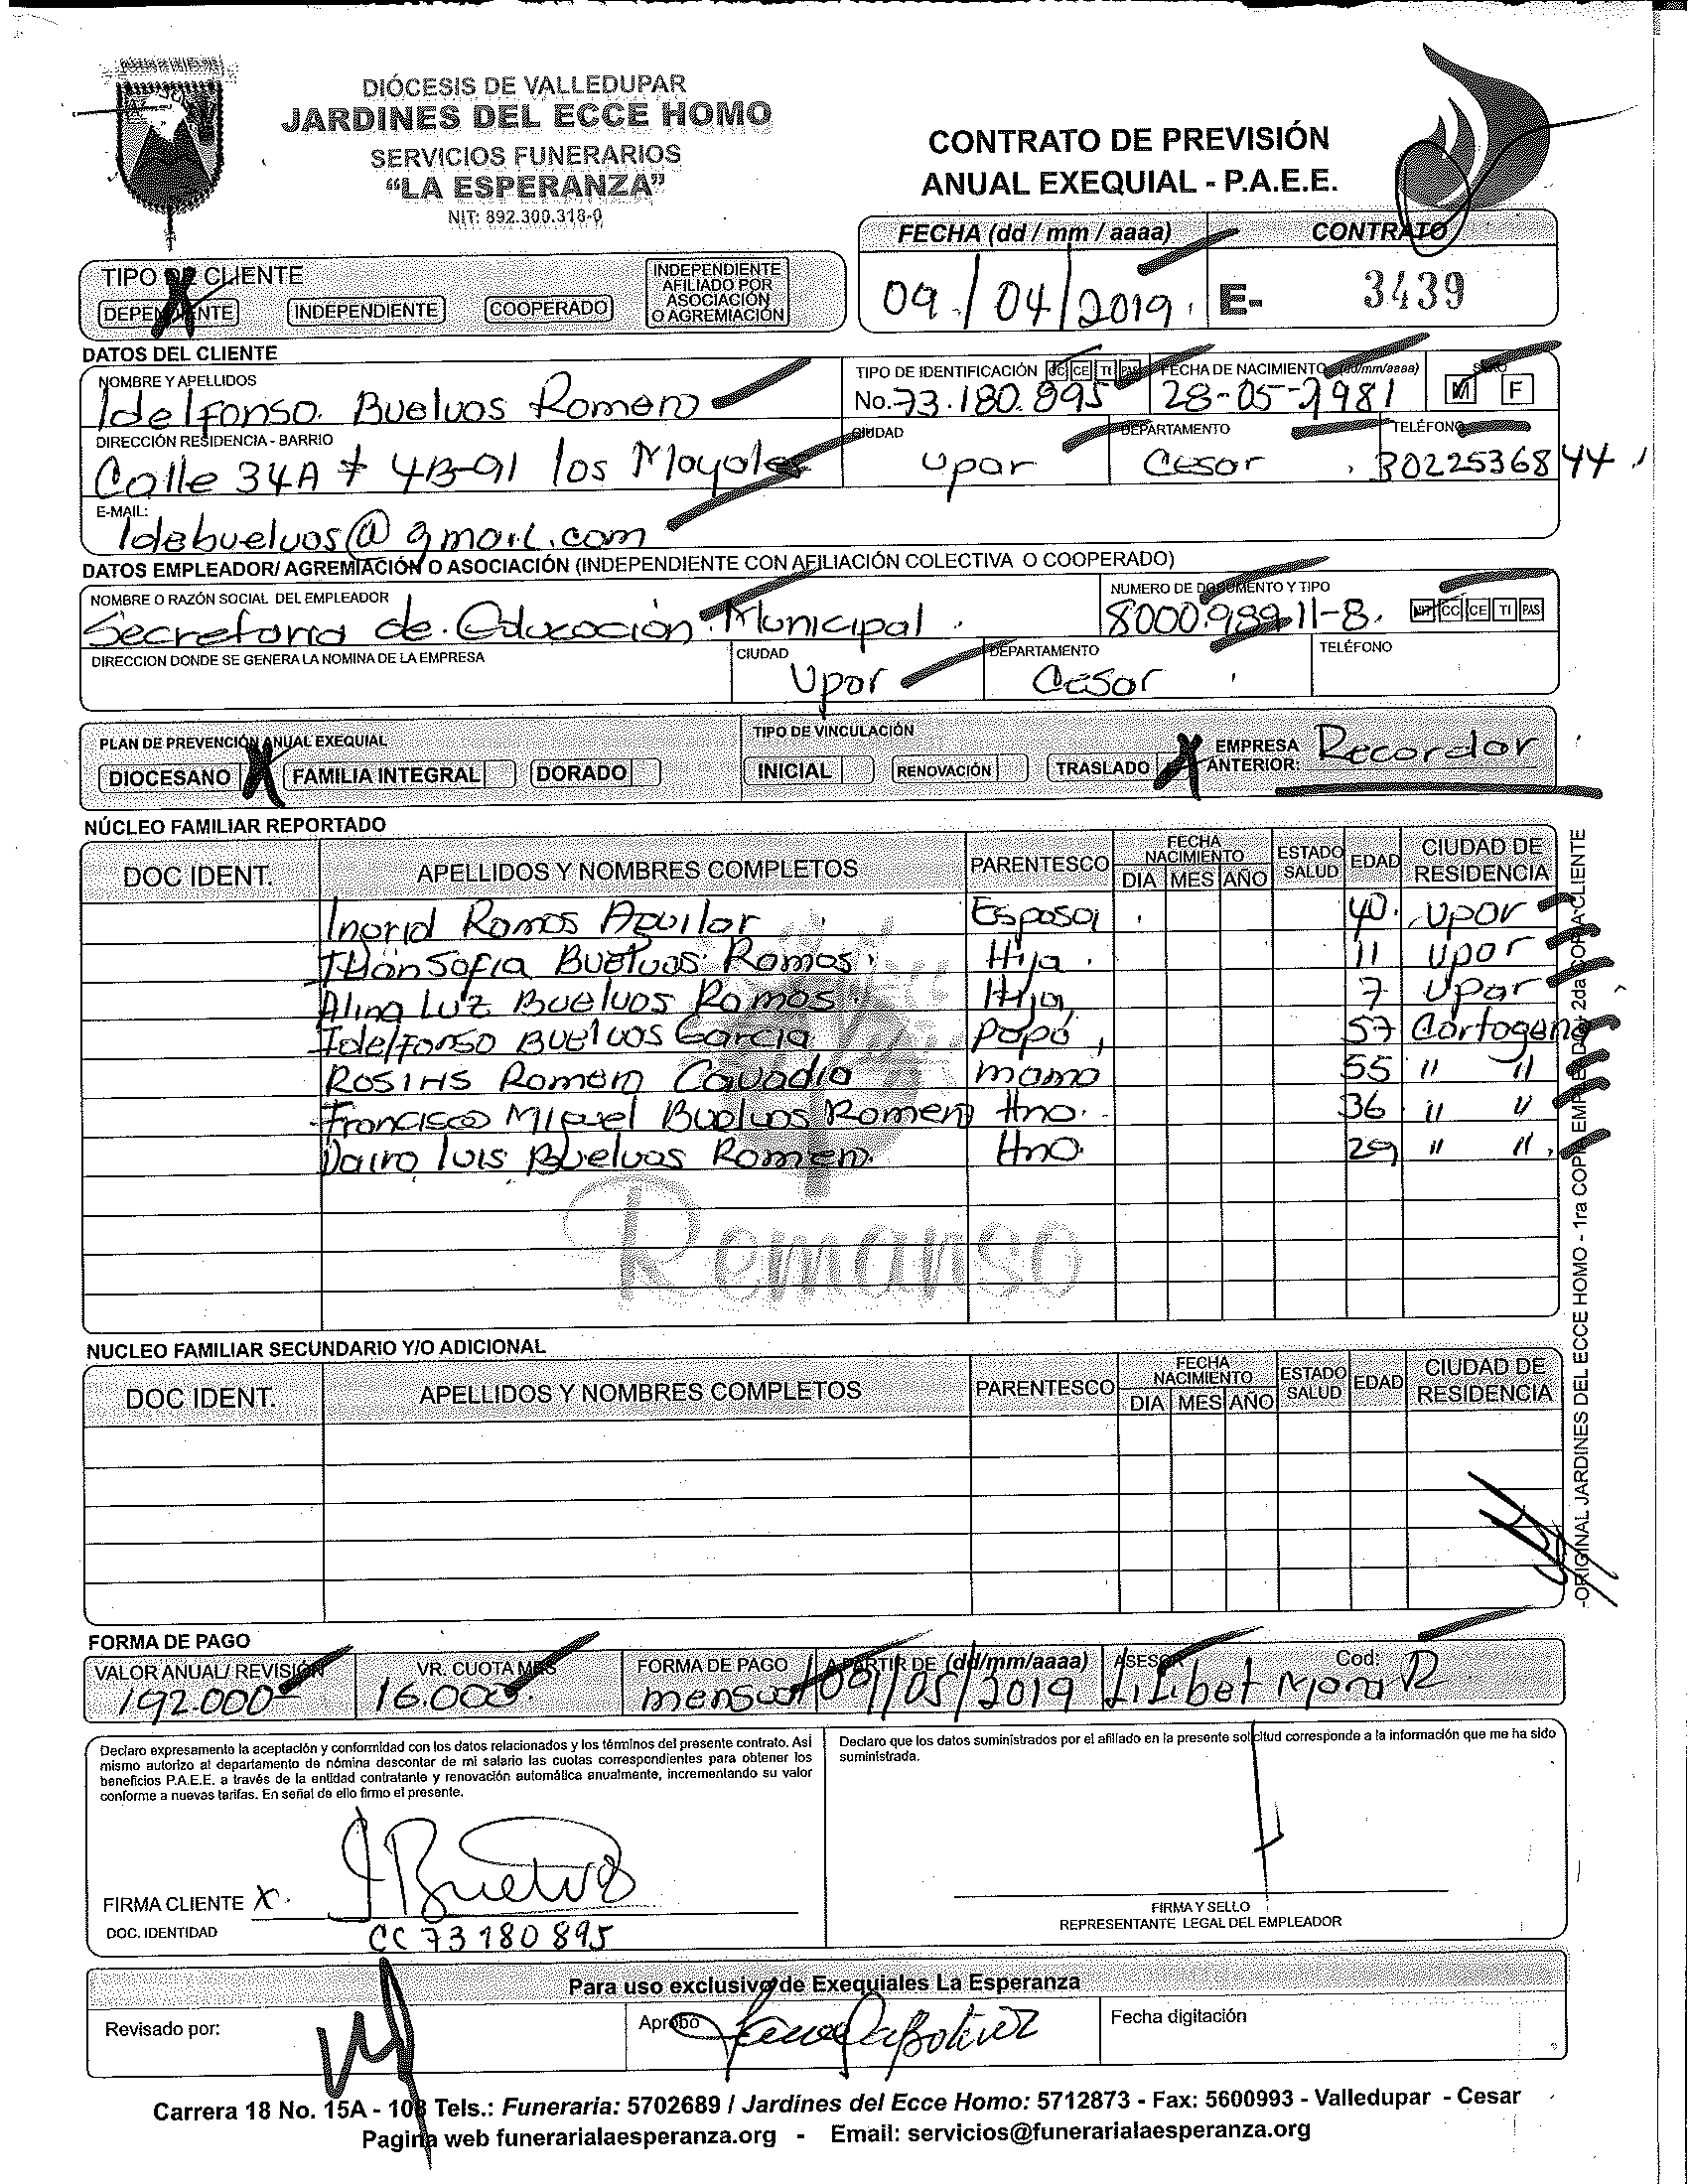 DIÓCESIS DE VALLEDUPAR
JARDINES DEL ECCE HOMO
SERVICIOS FUNERARIOS
“LA ESPERANZA”
NIT: 892.300.318-0
CONTRATO DE PREVISIÓN
ANUAL EXEQUIAL - P.A.E.E.
FECHA (dd / mm / aaaa) CONTRATO
09 / 04 / 2019 E- 3439
TIPO DE CLIENTE
DEPENDIENTE INDEPENDIENTE COOPERADO INDEPENDIENTE AFILIADO POR ASOCIACIÓN O AGREMIACIÓN
DATOS DEL CLIENTE
NOMBRE Y APELLIDOS TIPO DE IDENTIFICACIÓN CC CE TI PAS FECHA DE NACIMIENTO (dd/mm/aaaa) SEXO
Idelfonso Buelvos Romero No. 73.180.895 28-05-1981 M F
DIRECCIÓN RESIDENCIA - BARRIO CIUDAD DEPARTAMENTO TELÉFONO
Calle 34A # 4B-91 los Mayales Upar Cesar 3022536844
E-MAIL:
Idebuelvos@gmail.com
DATOS EMPLEADOR/ AGREMIACIÓN O ASOCIACIÓN (INDEPENDIENTE CON AFILIACIÓN COLECTIVA O COOPERADO)
NOMBRE O RAZÓN SOCIAL DEL EMPLEADOR NUMERO DE DOCUMENTO Y TIPO
Secretaria de Educación Municipal 800098911-8 NIT CC CE TI PAS
DIRECCION DONDE SE GENERA LA NOMINA DE LA EMPRESA CIUDAD DEPARTAMENTO TELÉFONO
Upar Cesar
PLAN DE PREVENCIÓN ANUAL EXEQUIAL TIPO DE VINCULACIÓN
DIOCESANO X FAMILIA INTEGRAL DORADO INICIAL RENOVACIÓN TRASLADO X EMPRESA ANTERIOR: Recordar
NÚCLEO FAMILIAR REPORTADO
DOC IDENT. APELLIDOS Y NOMBRES COMPLETOS PARENTESCO FECHA NACIMIENTO DIA MES AÑO ESTADO SALUD EDAD CIUDAD DE RESIDENCIA
Ingrid Ramos Aguilar Esposa 40 Upar
Sofia Buelvos Ramos Hija 11 Upar
Alina Luz Buelvos Ramos Hija 7 Upar
Idelfonso Buelvos Garcia Papá 57 Cartagena
Romero Cavadia mama 55 " "
Francisco Miguel Buelvos Romero Hno. 36 " "
Dairo luis Buelvos Romero Hno. 29 " "
Remanso
NUCLEO FAMILIAR SECUNDARIO Y/O ADICIONAL
DOC IDENT. APELLIDOS Y NOMBRES COMPLETOS PARENTESCO FECHA NACIMIENTO DIA MES AÑO ESTADO SALUD EDAD CIUDAD DE RESIDENCIA
FORMA DE PAGO
VALOR ANUAL/ REVISIÓN VR. CUOTA MES FORMA DE PAGO A PARTIR DE (dd/mm/aaaa) ASESOR Cod:
192.000 16.000 mensual 09/05/2019 Lilibet Mora R
Declaro expresamento la aceptación y conformidad con los datos relacionados y los términos del presente contrato. Así
mismo autorizo al departamento de nómina descontar de mi salario las cuotas correspondientes para obtener los
beneficios P.A.E.E. a través de la entidad contratante y renovación automática anualmente, incrementando su valor
conforme a nuevas tarifas. En señal de ello firmo el presente.
Declaro que los datos suministrados por el afiliado en la presente solicitud corresponde a la información que me ha sido
suministrada.
FIRMA CLIENTE X. J Buelvos
DOC. IDENTIDAD CC 73180895
FIRMA Y SELLO
REPRESENTANTE LEGAL DEL EMPLEADOR
Para uso exclusivo de Exequiales La Esperanza
Revisado por: Aprobó Fecha digitación
Carrera 18 No. 15A - 108 Tels.: Funeraria: 5702689 / Jardines del Ecce Homo: 5712873 - Fax: 5600993 - Valledupar - Cesar
Pagina web funerarialaesperanza.org - Email: servicios@funerarialaesperanza.org
-ORIGINAL JARDINES DEL ECCE HOMO - 1ra COPIA EMPLEADOR 2da COPIA CLIENTE